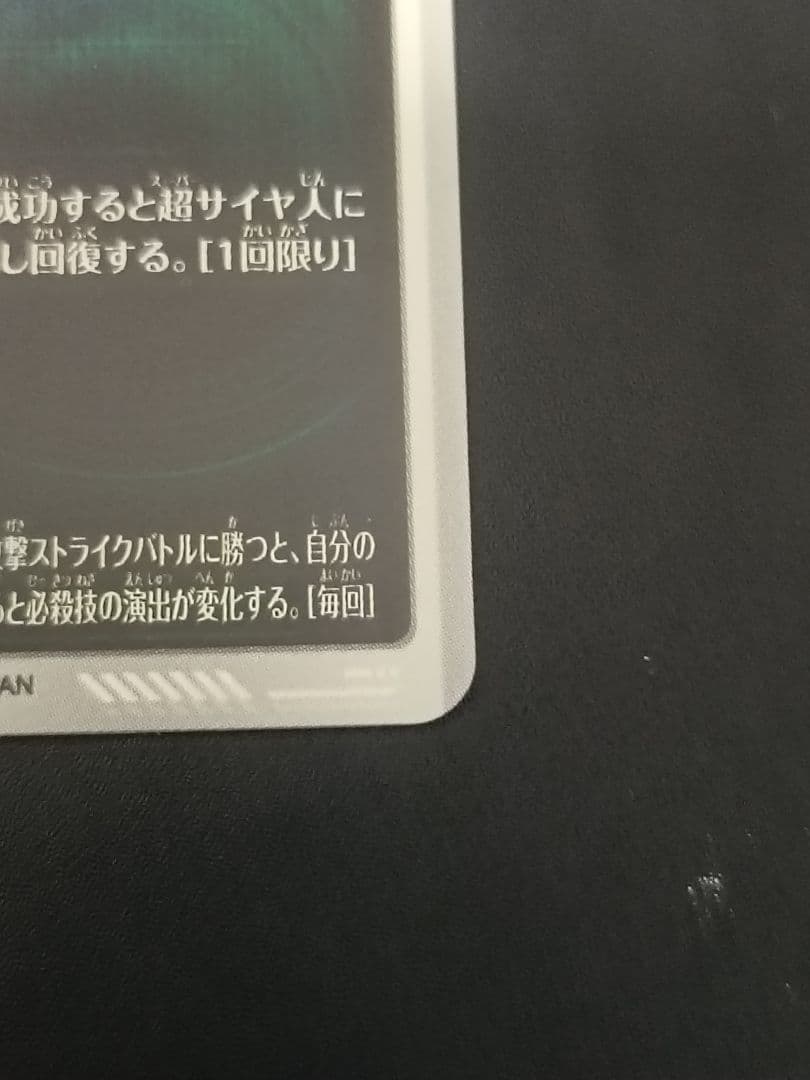 成功すると超サイヤ人に
し回復する。[1回限り]
撃ストライクバトルに勝つと、自分の
と必殺技の演出が変化する。[毎回]
AN